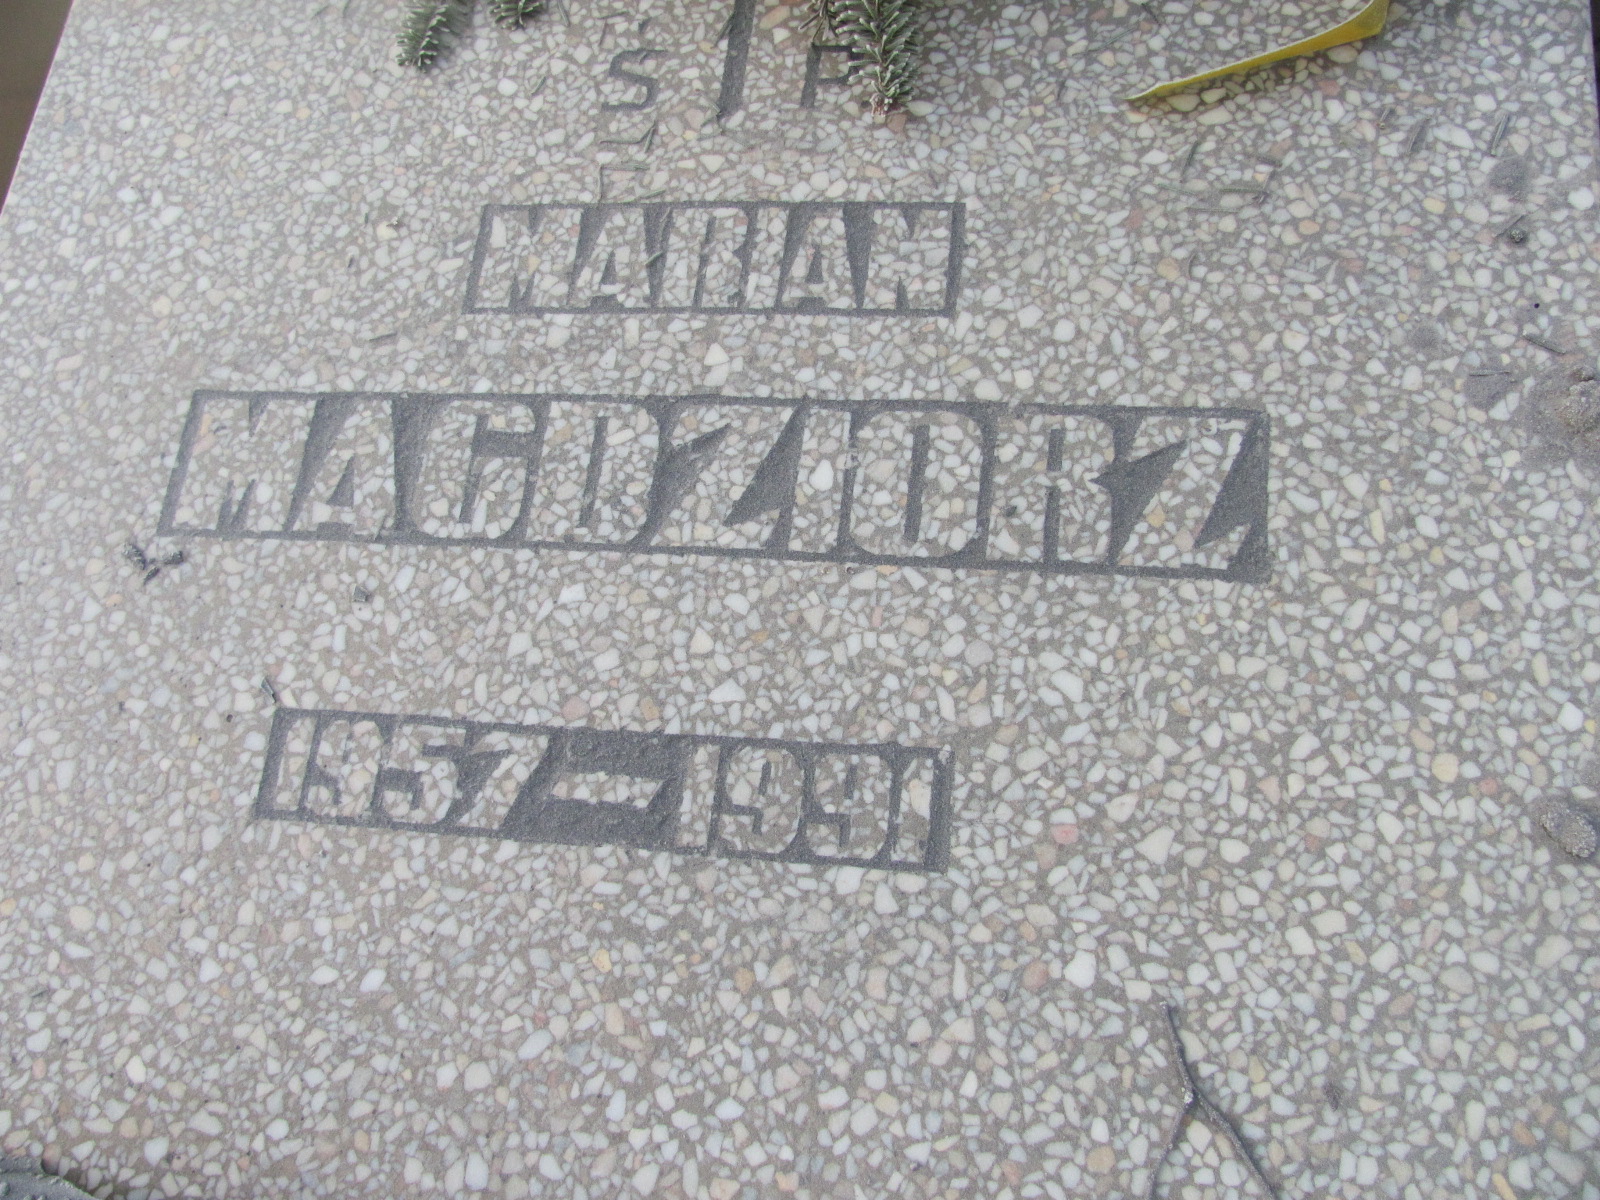 Ś P
MARIAN
MAGDZIORZ
1957-1991